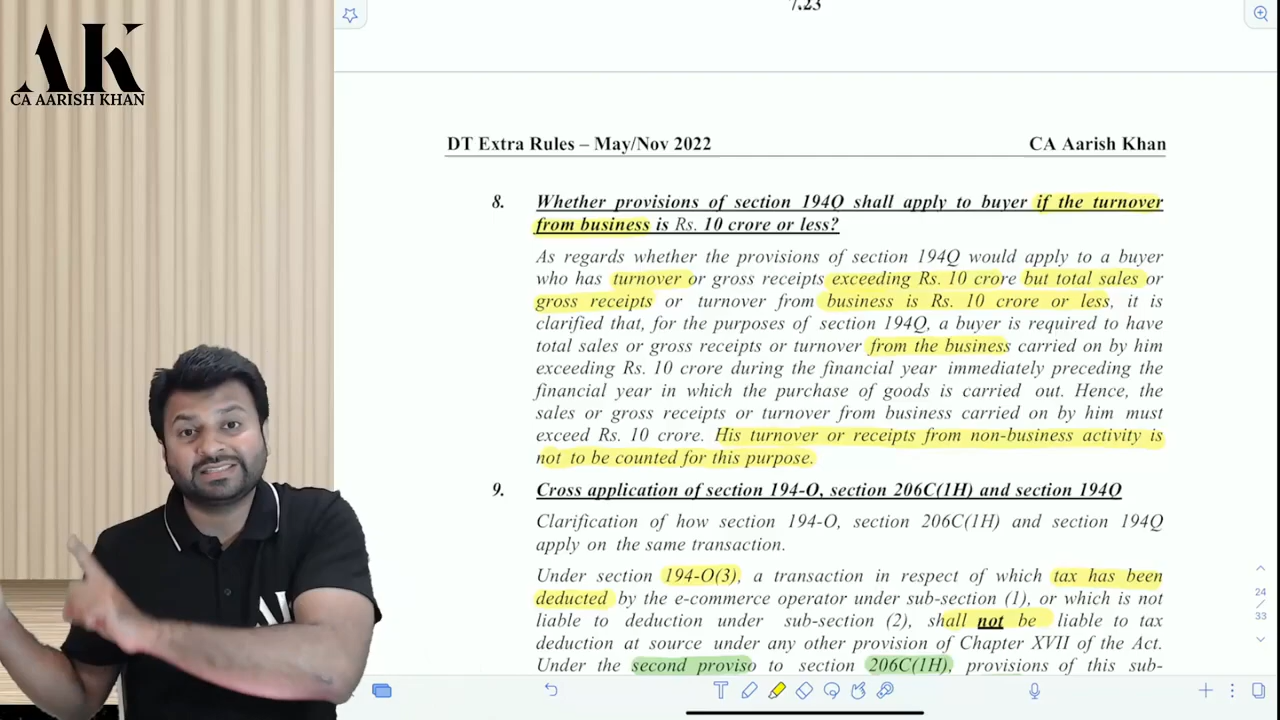 AK
CA AARISH KHAN
7.23
DT Extra Rules – May/Nov 2022 CA Aarish Khan
8. Whether provisions of section 194Q shall apply to buyer if the turnover
from business is Rs. 10 crore or less?
As regards whether the provisions of section 194Q would apply to a buyer
who has turnover or gross receipts exceeding Rs. 10 crore but total sales or
gross receipts or turnover from business is Rs. 10 crore or less, it is
clarified that, for the purposes of section 194Q, a buyer is required to have
total sales or gross receipts or turnover from the business carried on by him
exceeding Rs. 10 crore during the financial year immediately preceding the
financial year in which the purchase of goods is carried out. Hence, the
sales or gross receipts or turnover from business carried on by him must
exceed Rs. 10 crore. His turnover or receipts from non-business activity is
not to be counted for this purpose.
9. Cross application of section 194-O, section 206C(1H) and section 194Q
Clarification of how section 194-O, section 206C(1H) and section 194Q
apply on the same transaction.
Under section 194-O(3), a transaction in respect of which tax has been
deducted by the e-commerce operator under sub-section (1), or which is not
liable to deduction under sub-section (2), shall not be liable to tax
deduction at source under any other provision of Chapter XVII of the Act.
Under the second proviso to section 206C(1H), provisions of this sub-
24
33